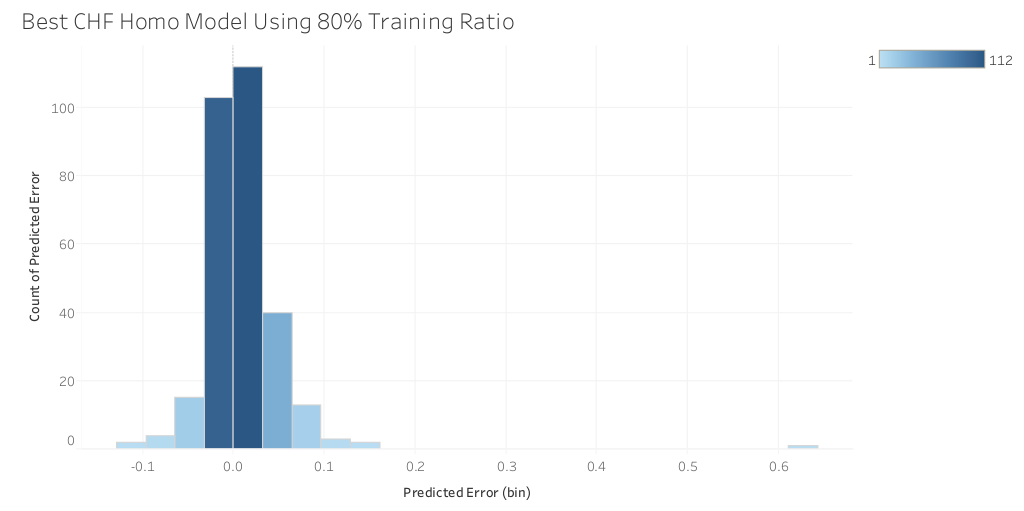 Best CHF Homo Model Using 80% Training Ratio
1 112
Count of Predicted Error
100
80
60
40
20
0
-0.1 0.0 0.1 0.2 0.3 0.4 0.5 0.6
Predicted Error (bin)